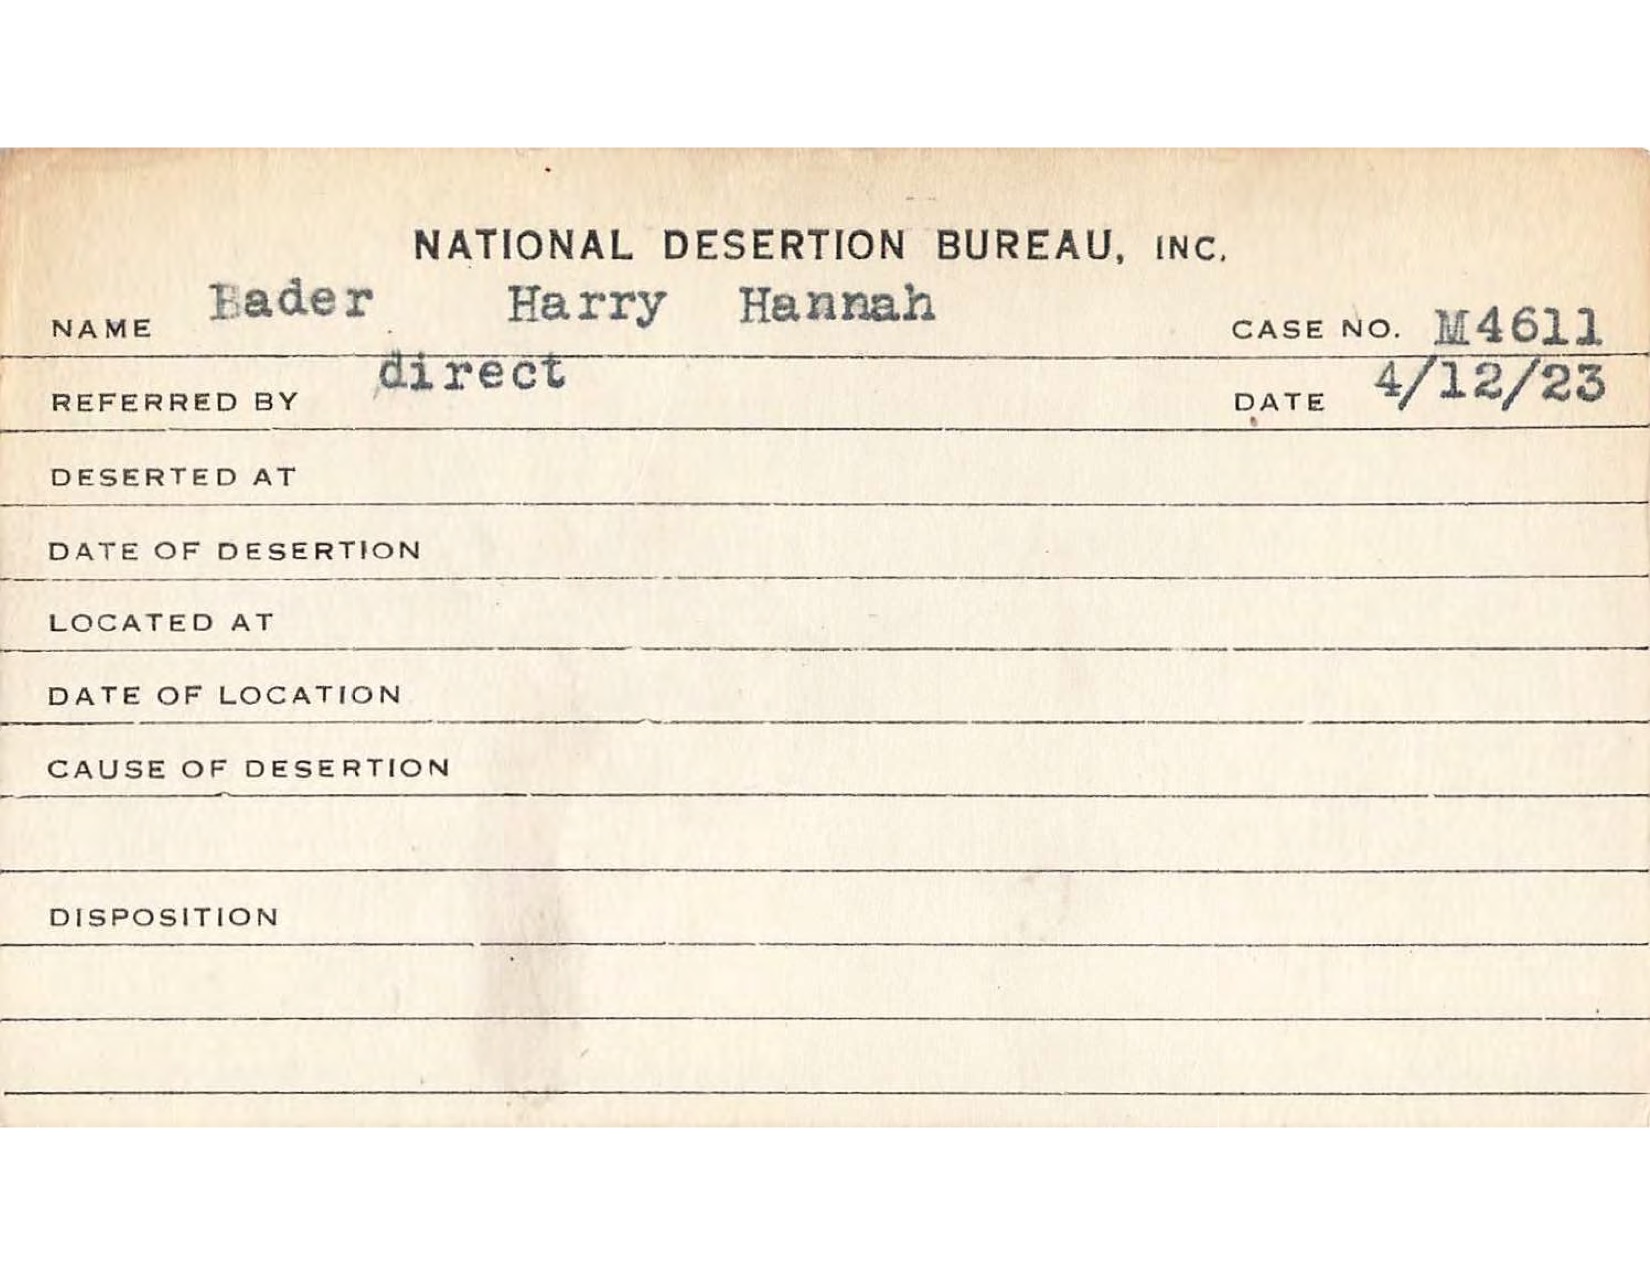 NATIONAL DESERTION BUREAU, INC.
NAME Bader Harry Hannah CASE NO. M4611
REFERRED BY direct DATE 4/12/23
DESERTED AT
DATE OF DESERTION
LOCATED AT
DATE OF LOCATION
CAUSE OF DESERTION
DISPOSITION